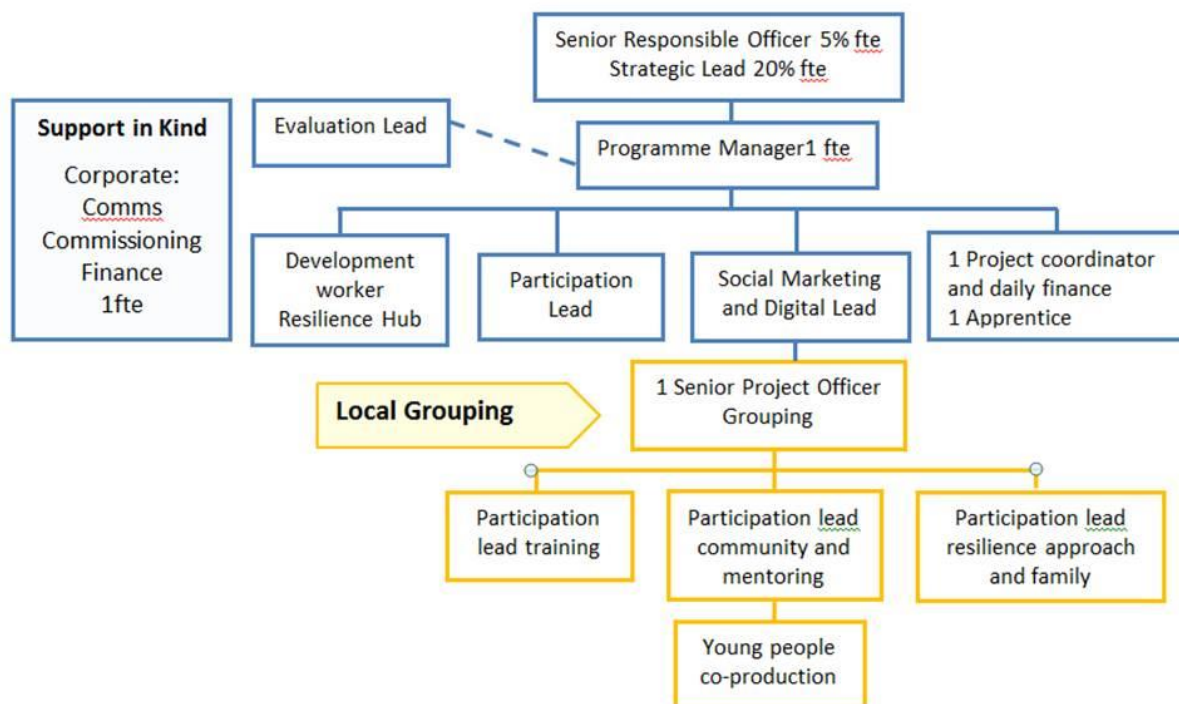 Senior Responsible Officer 5% fte
Strategic Lead 20% fte
Support in Kind
Corporate:
Comms
Commissioning
Finance
1fte
Evaluation Lead
Programme Manager1 fte
Development
worker
Resilience Hub
Participation
Lead
Social Marketing
and Digital Lead
1 Project coordinator
and daily finance
1 Apprentice
Local Grouping
1 Senior Project Officer
Grouping
Participation
lead training
Participation lead
community and
mentoring
Participation lead
resilience approach
and family
Young people
co-production